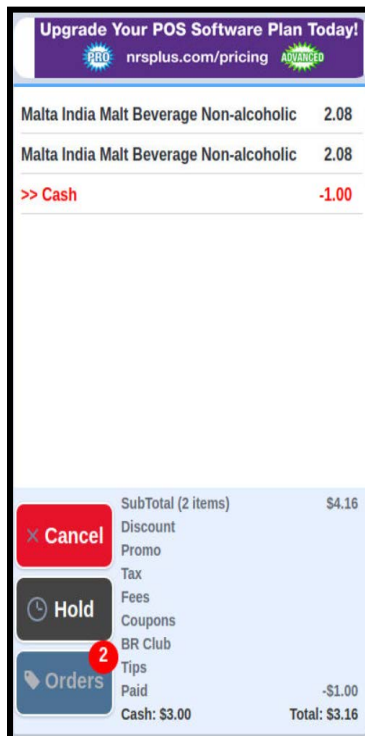 Upgrade Your POS Software Plan Today!
PRO nrsplus.com/pricing ADVANCED
Malta India Malt Beverage Non-alcoholic 2.08
Malta India Malt Beverage Non-alcoholic 2.08
>> Cash -1.00
SubTotal (2 items) $4.16
Discount
Promo
Tax
Fees
Coupons
BR Club
Tips
Paid -$1.00
Cash: $3.00 Total: $3.16
× Cancel
Hold
2
Orders